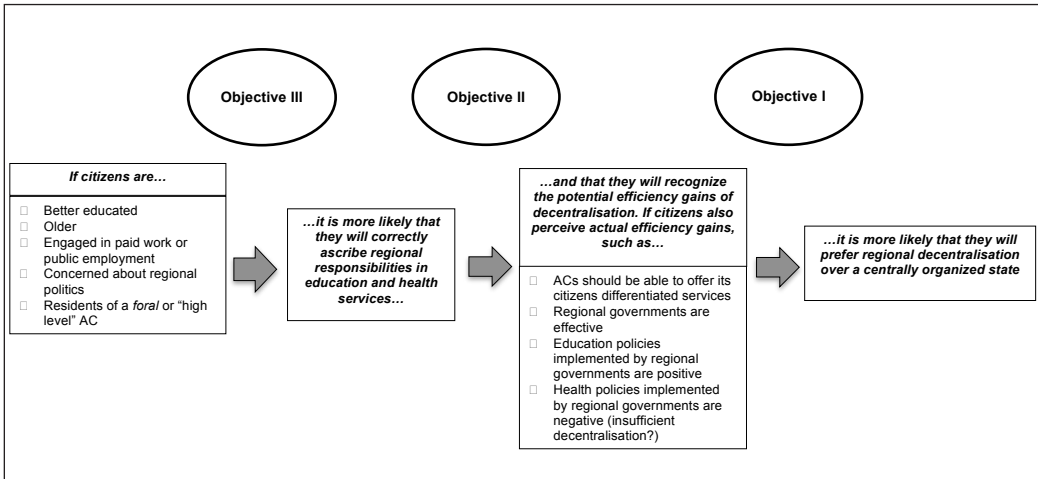 Objective III
Objective II
Objective I
If citizens are…
Better educated
Older
Engaged in paid work or
public employment
Concerned about regional
politics
Residents of a foral or “high
level” AC
…it is more likely that
they will correctly
ascribe regional
responsibilities in
education and health
services…
…and that they will recognize
the potential efficiency gains of
decentralisation. If citizens also
perceive actual efficiency gains,
such as…
ACs should be able to offer its
citizens differentiated services
Regional governments are
effective
Education policies
implemented by regional
governments are positive
Health policies implemented
by regional governments are
negative (insufficient
decentralisation?)
…it is more likely that they will
prefer regional decentralisation
over a centrally organized state